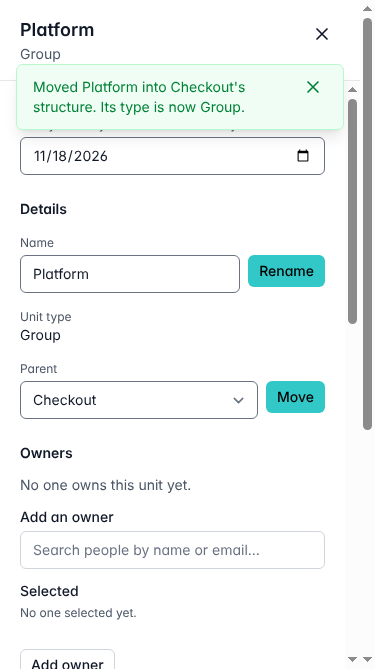 Platform
Group
Moved Platform into Checkout's
structure. Its type is now Group.
11/18/2026
Details
Name
Platform
Rename
Unit type
Group
Parent
Checkout
Move
Owners
No one owns this unit yet.
Add an owner
Search people by name or email...
Selected
No one selected yet.
Add owner